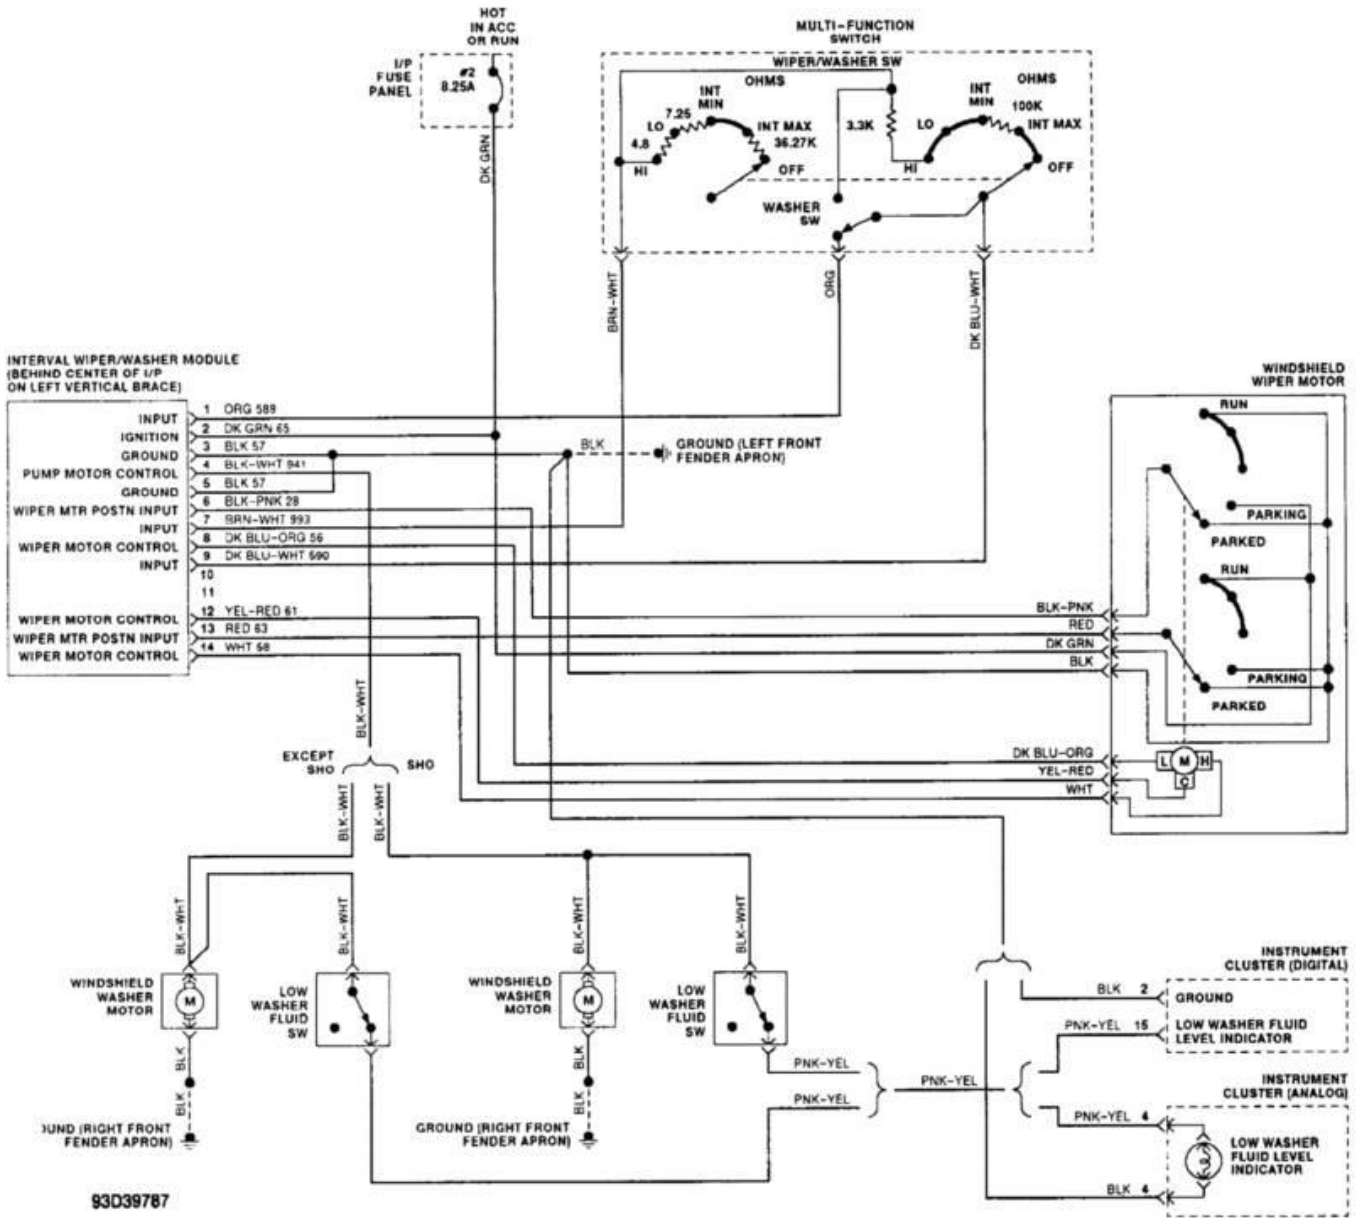 HOT
IN ACC
OR RUN
I/P
FUSE
PANEL
#2
8.25A
DK GRN
MULTI-FUNCTION
SWITCH
WIPER/WASHER SW
OHMS
INT
MIN
7.25
LO
4.8
HI
INT MAX
36.27K
OFF
3.3K
OHMS
INT
MIN
100K
LO
INT MAX
HI
OFF
WASHER
SW
BRN-WHT
ORG
DK BLU-WHT
INTERVAL WIPER/WASHER MODULE
(BEHIND CENTER OF I/P
ON LEFT VERTICAL BRACE)
INPUT 1 ORG 589
IGNITION 2 DK GRN 65
GROUND 3 BLK 57
PUMP MOTOR CONTROL 4 BLK-WHT 941
GROUND 5 BLK 57
WIPER MTR POSTN INPUT 6 BLK-PNK 28
INPUT 7 BRN-WHT 993
WIPER MOTOR CONTROL 8 DK BLU-ORG 56
INPUT 9 DK BLU-WHT 590
10
11
WIPER MOTOR CONTROL 12 YEL-RED 61
WIPER MTR POSTN INPUT 13 RED 63
WIPER MOTOR CONTROL 14 WHT 58
BLK
GROUND (LEFT FRONT
FENDER APRON)
WINDSHIELD
WIPER MOTOR
RUN
PARKING
PARKED
RUN
PARKING
PARKED
BLK-PNK
RED
DK GRN
BLK
DK BLU-ORG
YEL-RED
WHT
L M H
C
BLK-WHT
EXCEPT
SHO
SHO
BLK-WHT
BLK-WHT
BLK-WHT
BLK-WHT
BLK-WHT
BLK-WHT
WINDSHIELD
WASHER
MOTOR
M
LOW
WASHER
FLUID
SW
WINDSHIELD
WASHER
MOTOR
M
LOW
WASHER
FLUID
SW
BLK
BLK
BLK
BLK
UND (RIGHT FRONT
FENDER APRON)
GROUND (RIGHT FRONT
FENDER APRON)
PNK-YEL
PNK-YEL
PNK-YEL
INSTRUMENT
CLUSTER (DIGITAL)
BLK 2
GROUND
PNK-YEL 15
LOW WASHER FLUID
LEVEL INDICATOR
INSTRUMENT
CLUSTER (ANALOG)
PNK-YEL 4
LOW WASHER
FLUID LEVEL
INDICATOR
BLK 4
93D39787